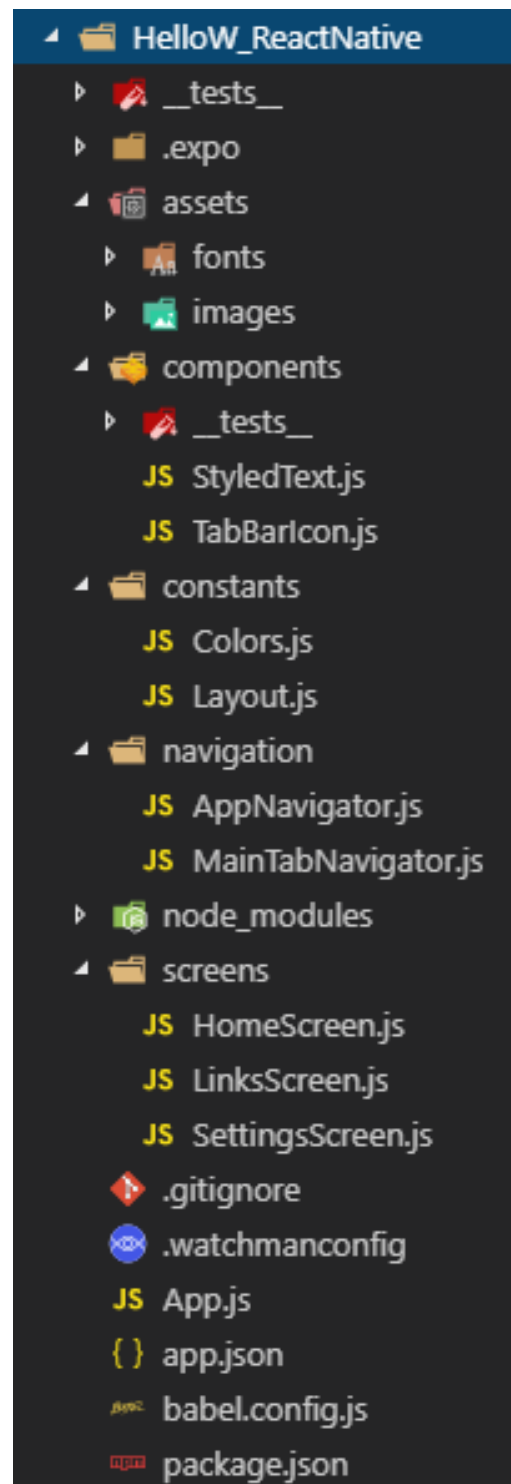 HelloW_ReactNative
__tests__
.expo
assets
fonts
images
components
__tests__
JS StyledText.js
JS TabBarIcon.js
constants
JS Colors.js
JS Layout.js
navigation
JS AppNavigator.js
JS MainTabNavigator.js
node_modules
screens
JS HomeScreen.js
JS LinksScreen.js
JS SettingsScreen.js
.gitignore
.watchmanconfig
JS App.js
{ } app.json
babel.config.js
npm package.json